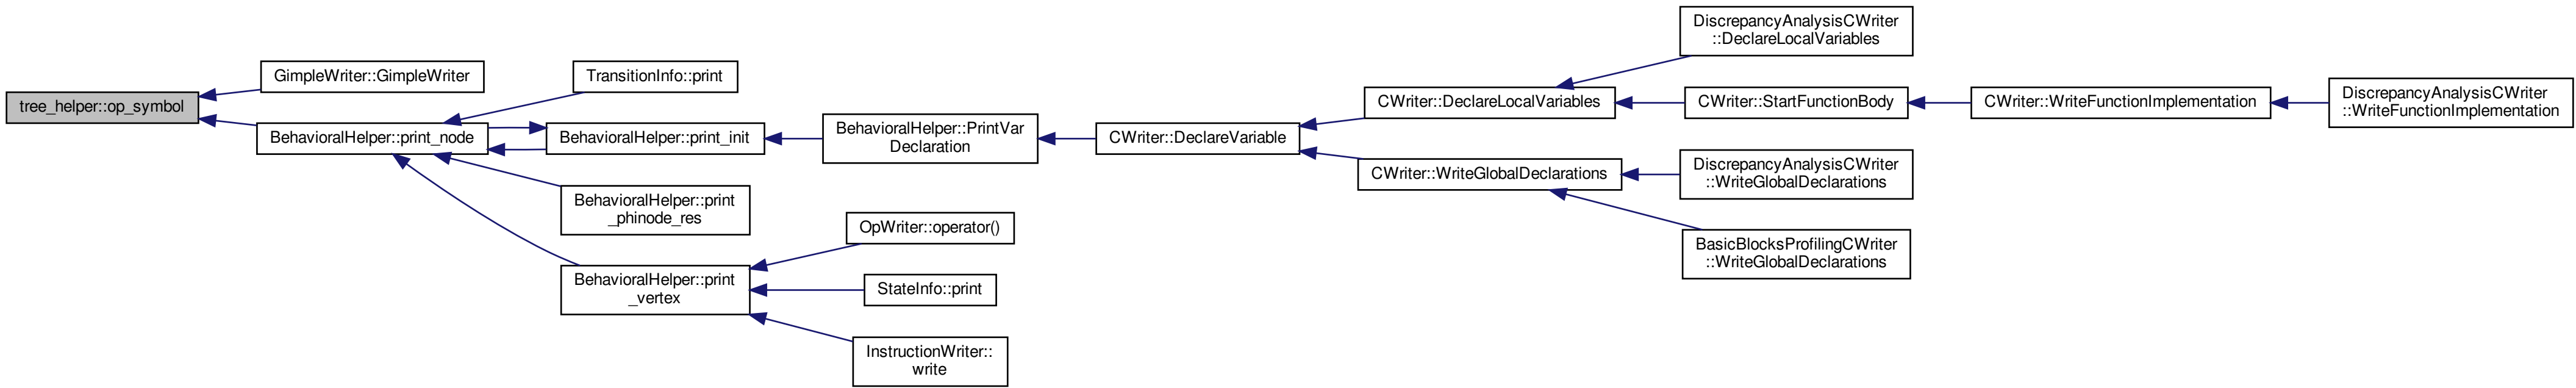 tree_helper::op_symbol
GimpleWriter::GimpleWriter
BehavioralHelper::print_node
TransitionInfo::print
BehavioralHelper::print_init
BehavioralHelper::print
_phinode_res
BehavioralHelper::print
_vertex
BehavioralHelper::PrintVar
Declaration
OpWriter::operator()
StateInfo::print
InstructionWriter::
write
CWriter::DeclareVariable
CWriter::DeclareLocalVariables
CWriter::WriteGlobalDeclarations
DiscrepancyAnalysisCWriter
::DeclareLocalVariables
CWriter::StartFunctionBody
DiscrepancyAnalysisCWriter
::WriteGlobalDeclarations
BasicBlocksProfilingCWriter
::WriteGlobalDeclarations
CWriter::WriteFunctionImplementation
DiscrepancyAnalysisCWriter
::WriteFunctionImplementation